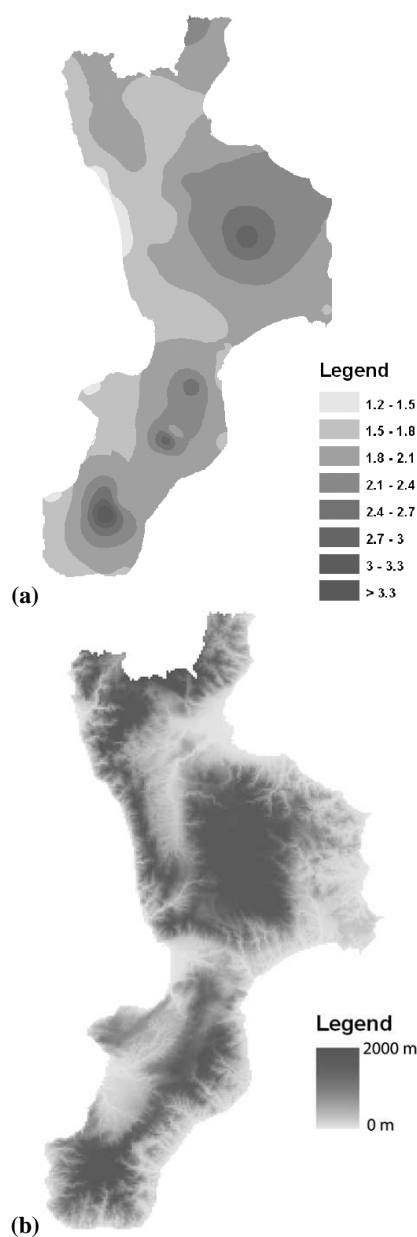 Legend
1.2 - 1.5
1.5 - 1.8
1.8 - 2.1
2.1 - 2.4
2.4 - 2.7
2.7 - 3
3 - 3.3
> 3.3
(a)
Legend
2000 m
0 m
(b)